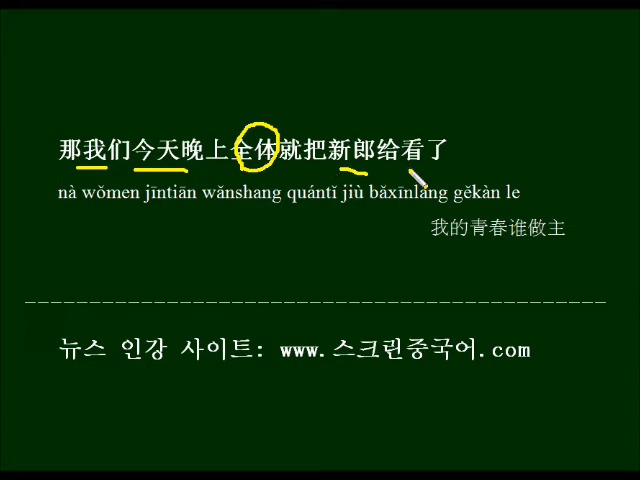 那我们今天晚上全体就把新郎给看了
nà wǒmen jīntiān wǎnshang quántǐ jiù bǎxīnláng gěkàn le
我的青春谁做主
뉴스 인강 사이트: www.스크린중국어.com